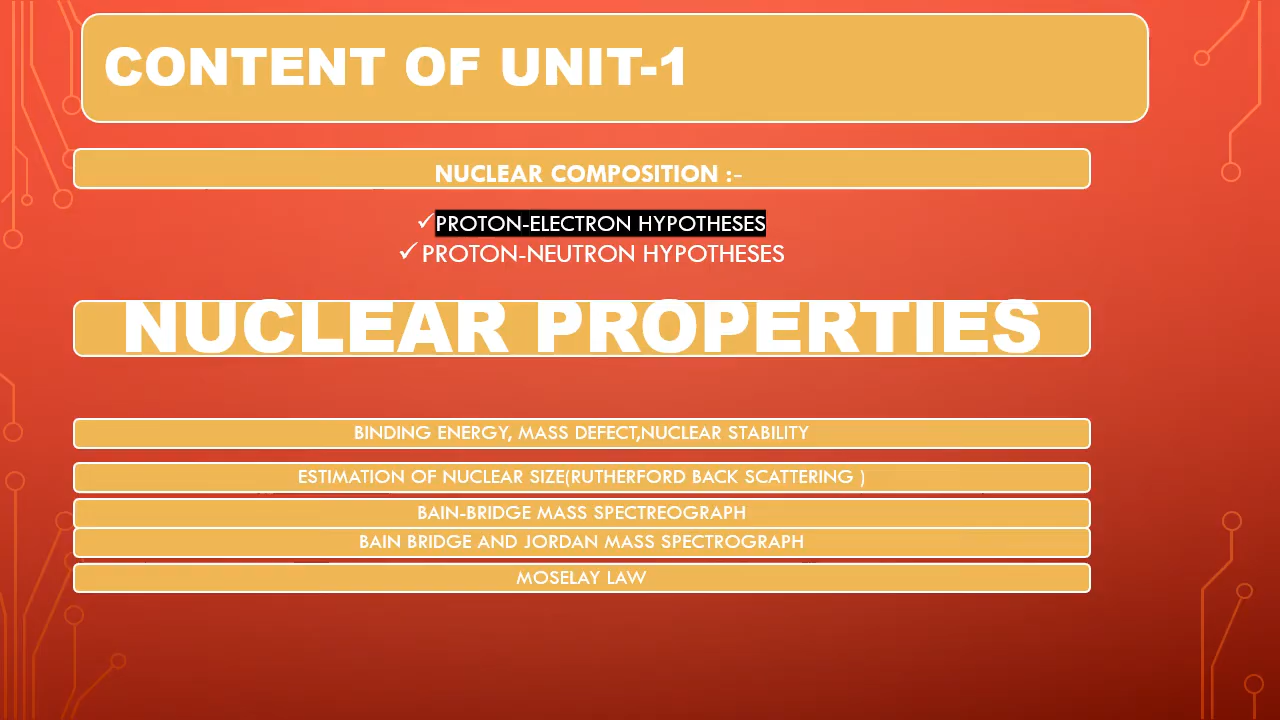 CONTENT OF UNIT-1
NUCLEAR COMPOSITION :-
✓PROTON-ELECTRON HYPOTHESES
✓PROTON-NEUTRON HYPOTHESES
NUCLEAR PROPERTIES
BINDING ENERGY, MASS DEFECT,NUCLEAR STABILITY
ESTIMATION OF NUCLEAR SIZE(RUTHERFORD BACK SCATTERING )
BAIN-BRIDGE MASS SPECTREOGRAPH
BAIN BRIDGE AND JORDAN MASS SPECTROGRAPH
MOSELAY LAW